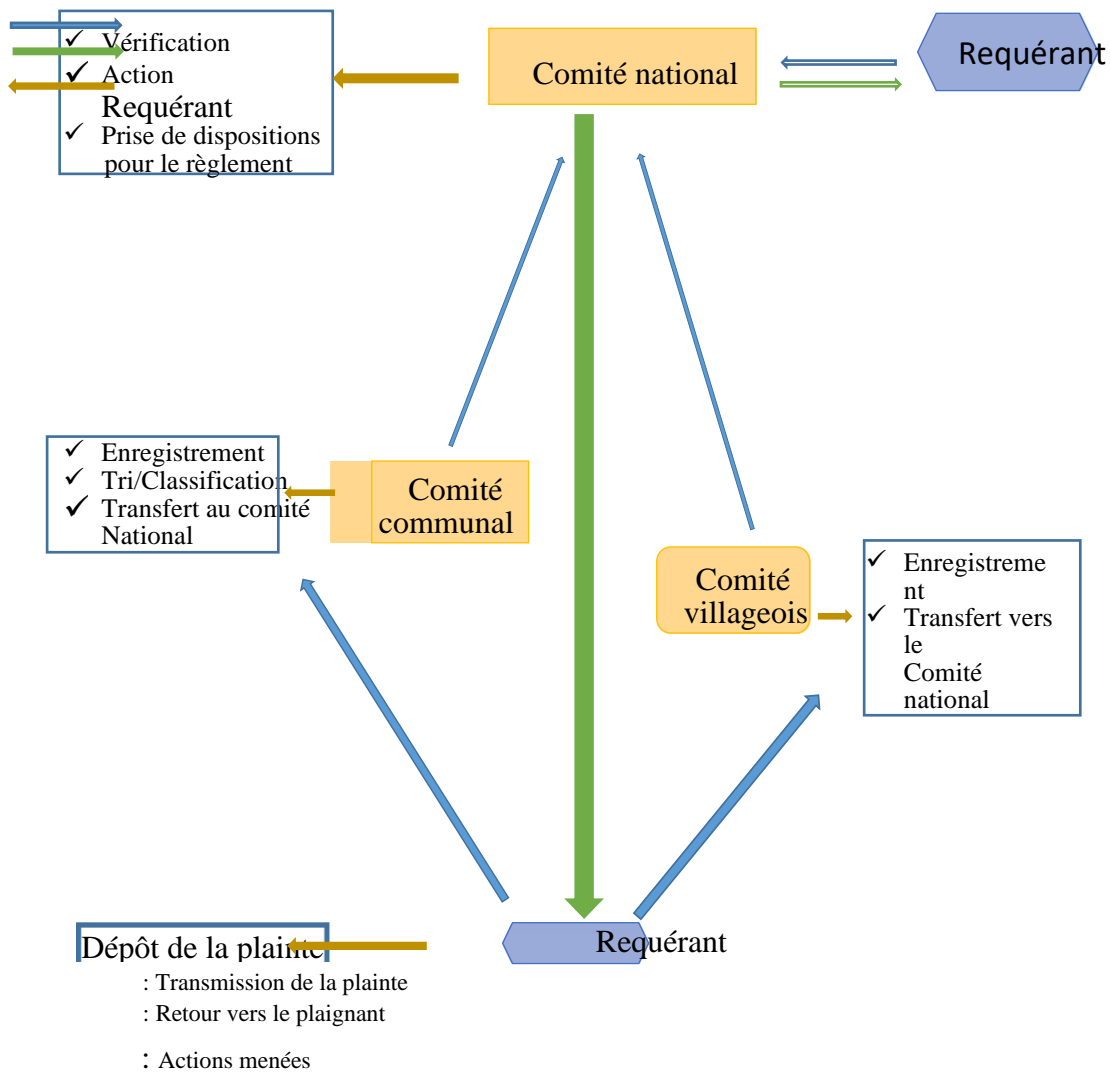 Vérification
Action
Requérant
Prise de dispositions
pour le règlement
Comité national
Requérant
Enregistrement
Tri/Classification
Transfert au comité
National
Comité
communal
Comité
villageois
Enregistreme
nt
Transfert vers
le
Comité
national
Dépôt de la plainte
Requérant
: Transmission de la plainte
: Retour vers le plaignant
: Actions menées